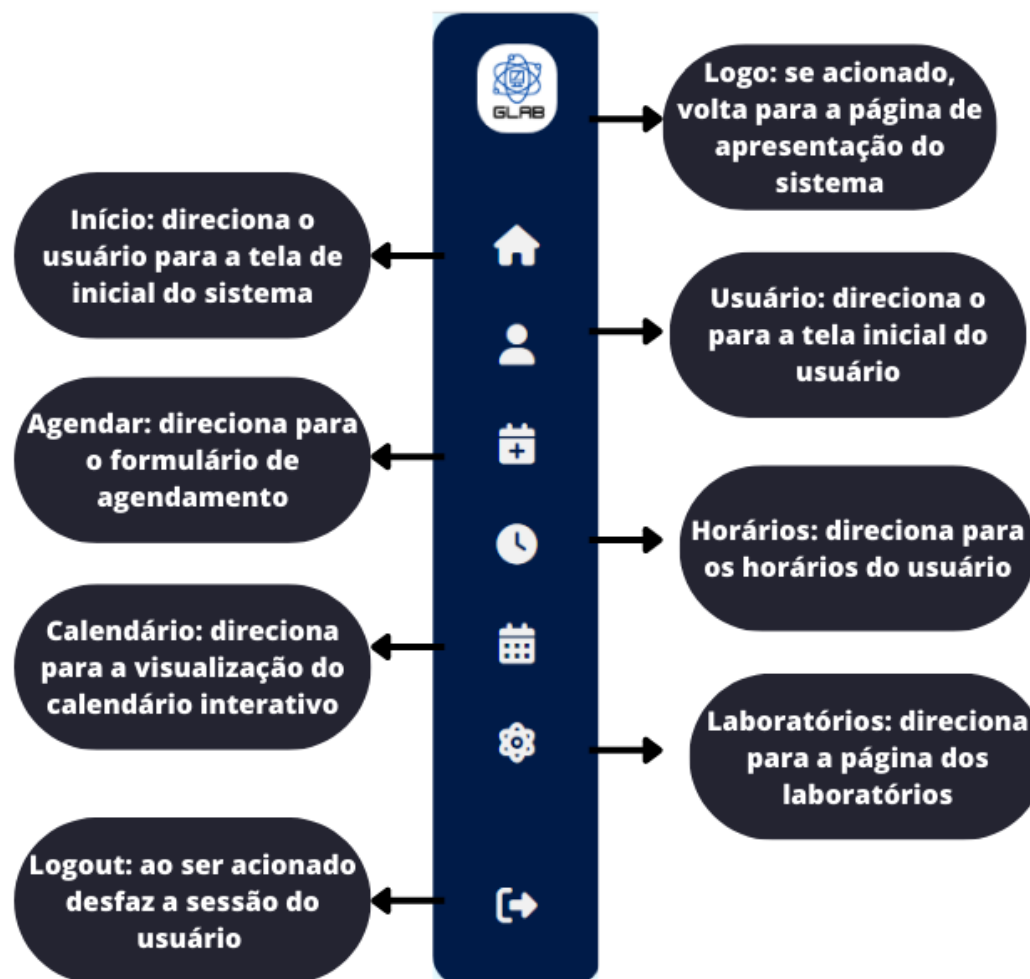 GLAB
Logo: se acionado,
volta para a página de
apresentação do
sistema
Início: direciona o
usuário para a tela de
inicial do sistema
Usuário: direciona o
para a tela inicial do
usuário
Agendar: direciona para
o formulário de
agendamento
Horários: direciona para
os horários do usuário
Calendário: direciona
para a visualização do
calendário interativo
Laboratórios: direciona
para a página dos
laboratórios
Logout: ao ser acionado
desfaz a sessão do
usuário